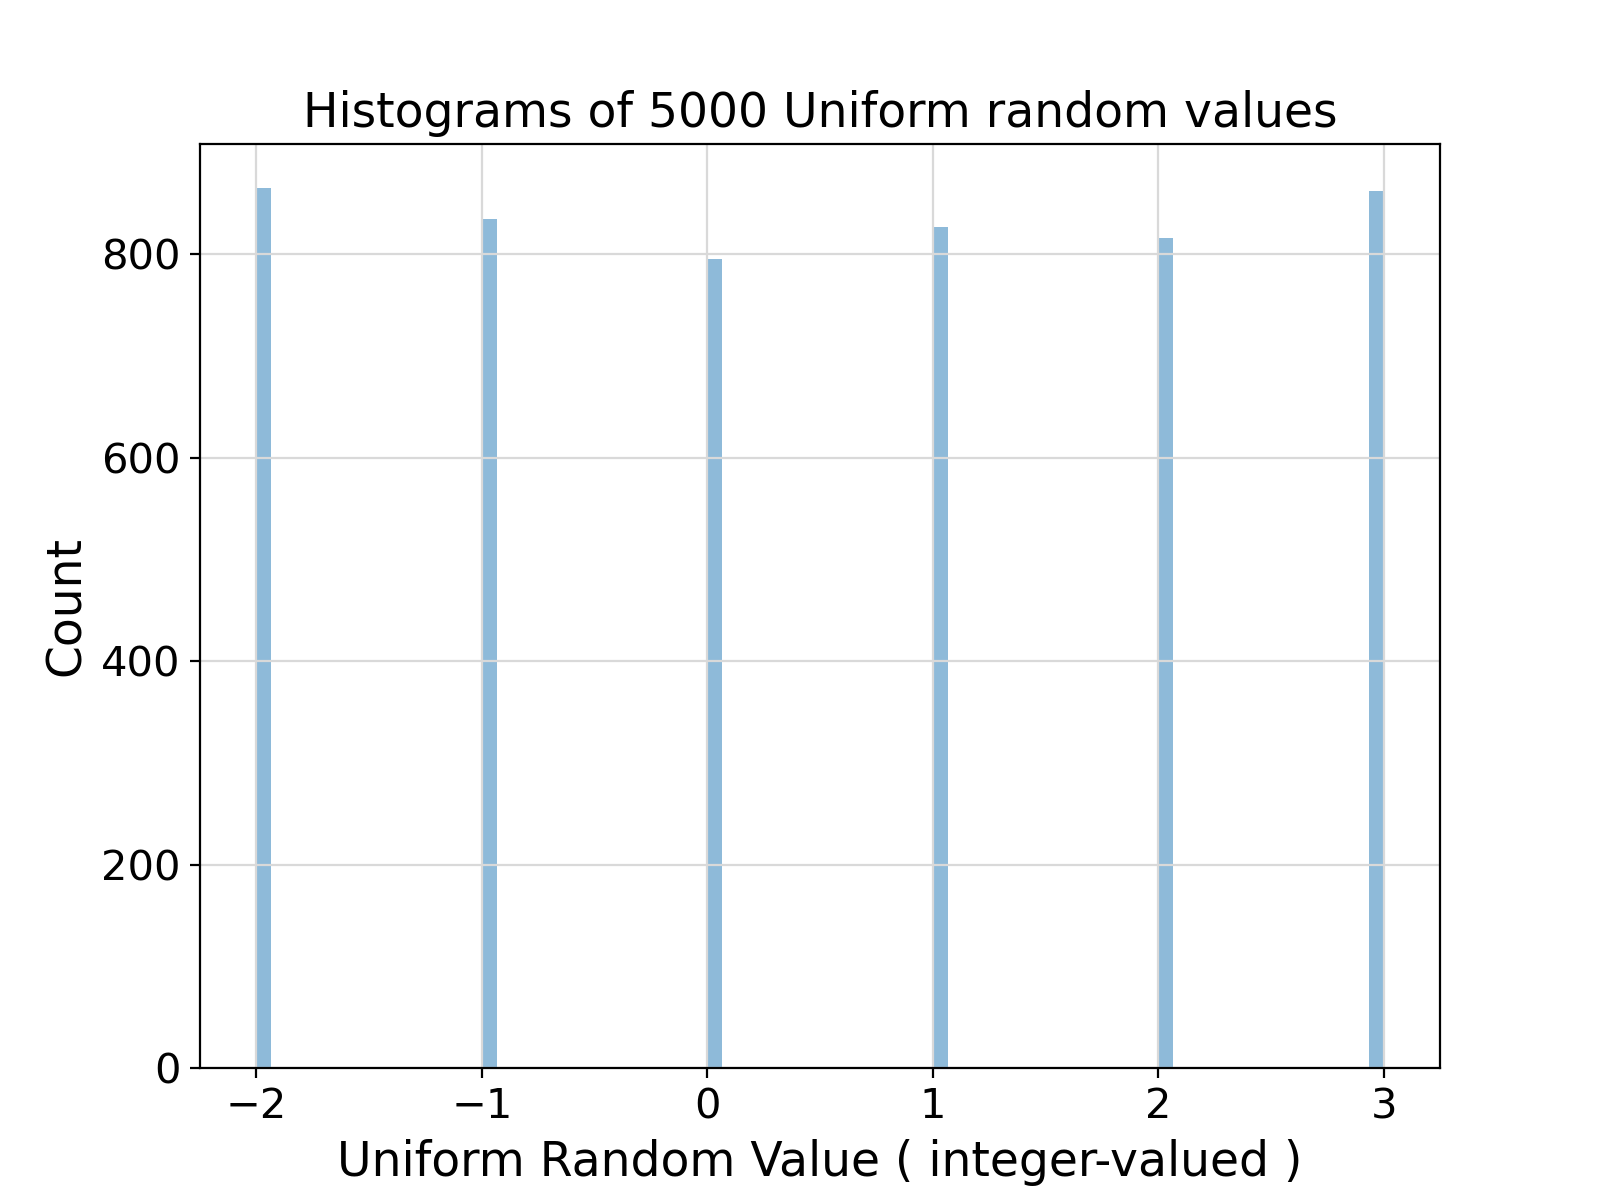 Histograms of 5000 Uniform random values
800
600
400
200
0
Count
−2 −1 0 1 2 3
Uniform Random Value ( integer-valued )